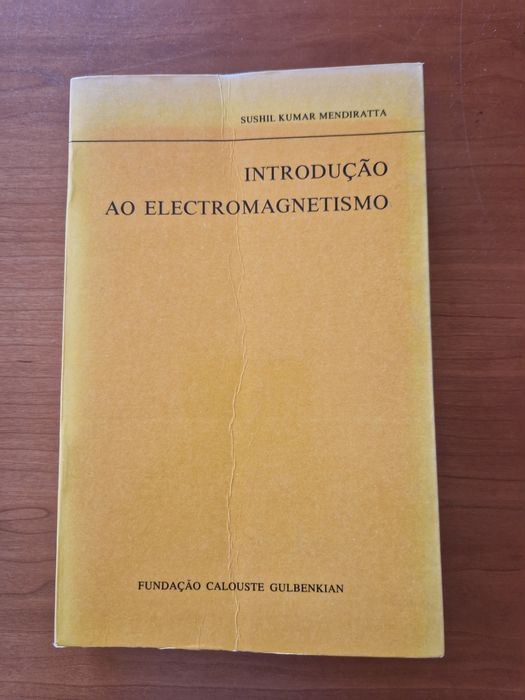 SUSHIL KUMAR MENDIRATTA
INTRODUÇÃO
AO ELECTROMAGNETISMO
FUNDAÇÃO CALOUSTE GULBENKIAN